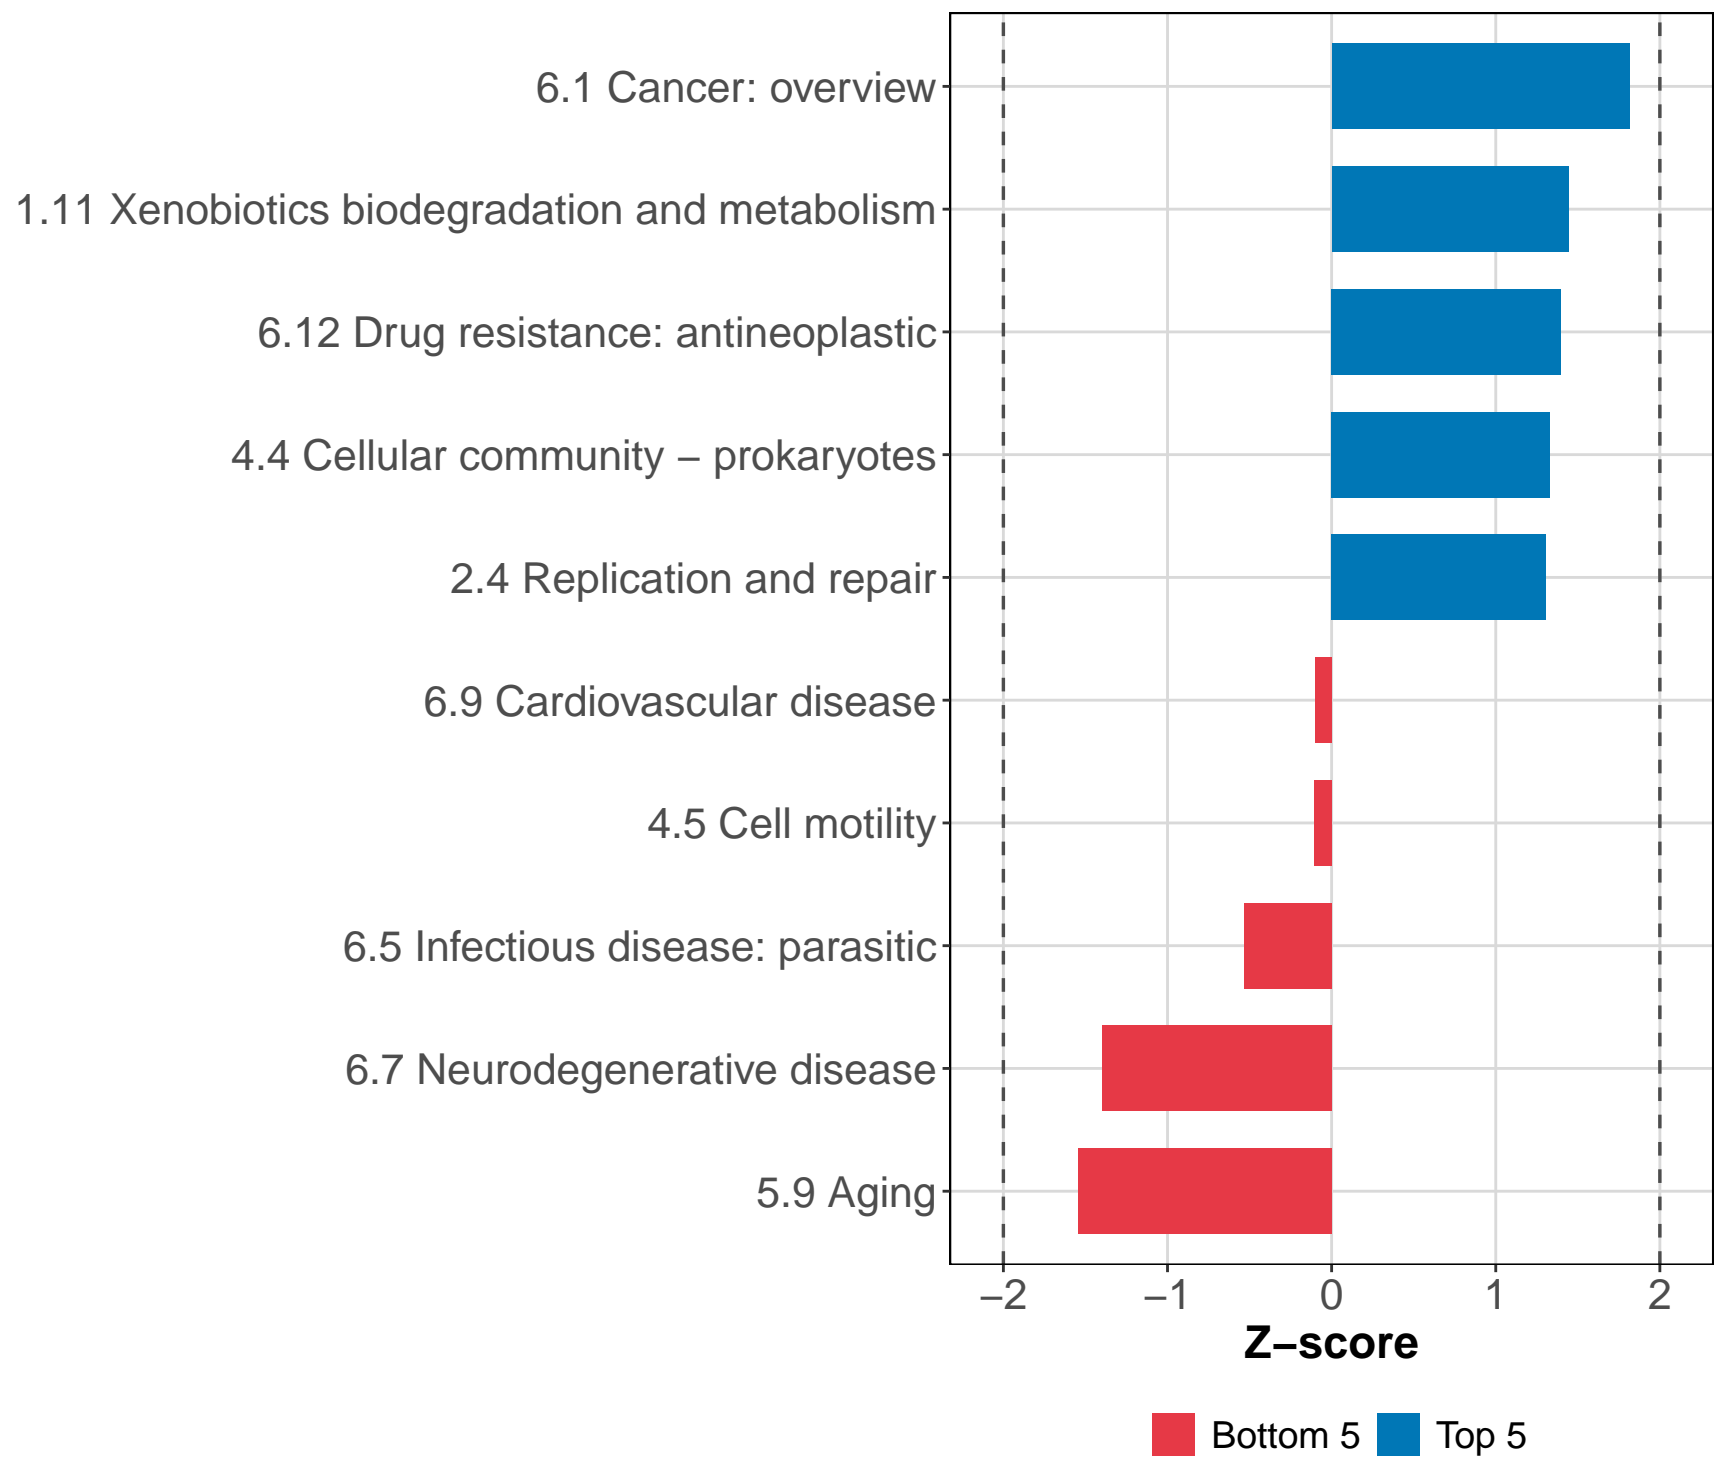 6.1 Cancer: overview
1.11 Xenobiotics biodegradation and metabolism
6.12 Drug resistance: antineoplastic
4.4 Cellular community – prokaryotes
2.4 Replication and repair
6.9 Cardiovascular disease
4.5 Cell motility
6.5 Infectious disease: parasitic
6.7 Neurodegenerative disease
5.9 Aging
–2 –1 0 1 2
Z–score
Bottom 5 Top 5